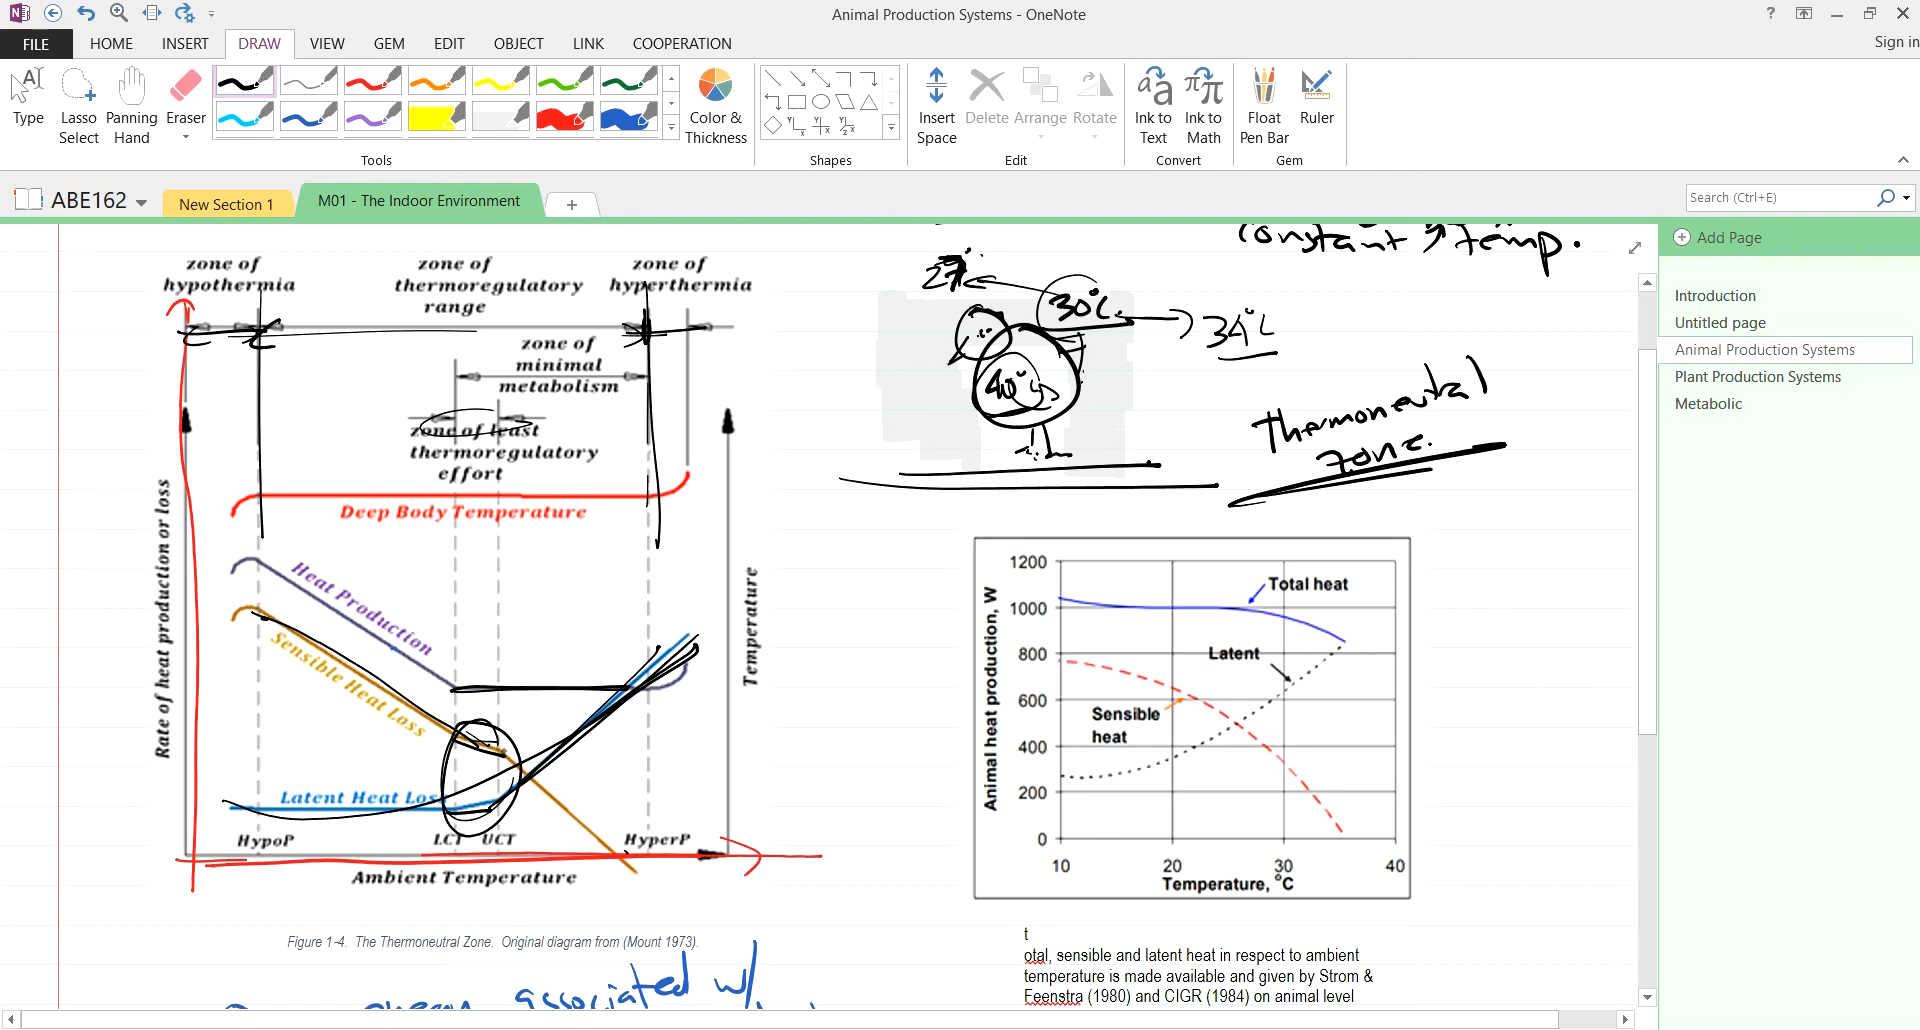 Animal Production Systems - OneNote
?
Sign in
FILE
HOME
INSERT
DRAW
VIEW
GEM
EDIT
OBJECT
LINK
COOPERATION
Type
Lasso Select
Panning Hand
Eraser
Color & Thickness
Insert Space
Delete
Arrange
Rotate
Ink to Text
Ink to Math
Float Pen Bar
Ruler
Tools
Shapes
Edit
Convert
Gem
ABE162
New Section 1
M01 - The Indoor Environment
Search (Ctrl+E)
Add Page
Introduction
Untitled page
Animal Production Systems
Plant Production Systems
Metabolic
zone of hypothermia
zone of thermoregulatory range
zone of hyperthermia
zone of minimal metabolism
zone of least thermoregulatory effort
Deep Body Temperature
Heat Production
Sensible Heat Loss
Latent Heat Los
HypoP
LCT
UCT
HyperP
Rate of heat production or loss
Temperature
Ambient Temperature
Figure 1-4. The Thermoneutral Zone. Original diagram from (Mount 1973).
associated w/
constant temp.
30°C
34°C
40°
Thermoneutral
zone.
1200
1000
800
600
400
200
0
10
20
30
40
Total heat
Latent
Sensible heat
Animal heat production, W
Temperature, °C
t
otal, sensible and latent heat in respect to ambient
temperature is made available and given by Strom &
Feenstra (1980) and CIGR (1984) on animal level